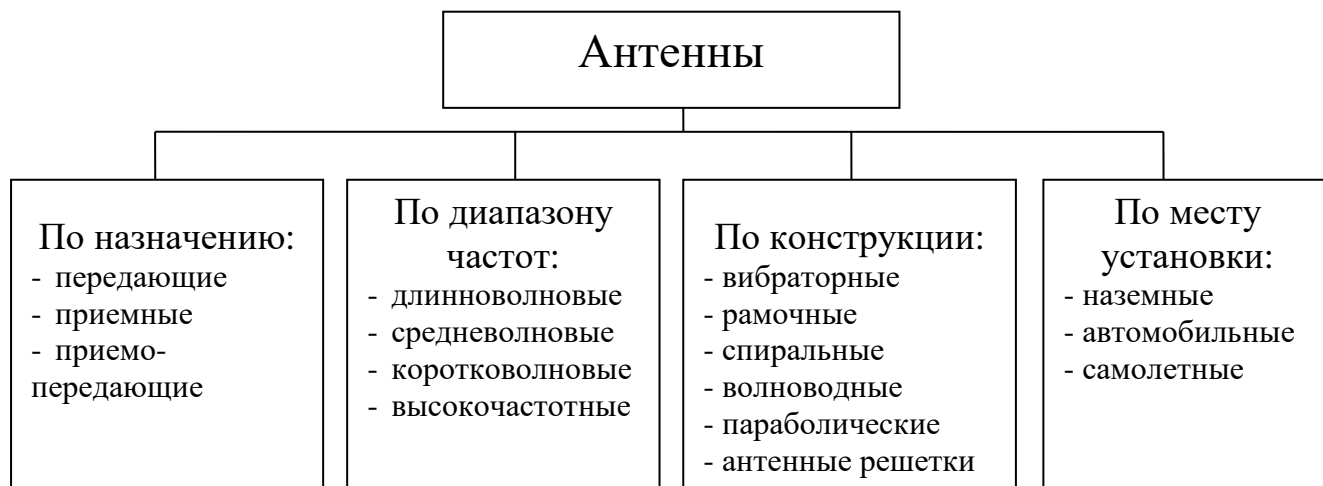 Антенны
По назначению:
- передающие
- приемные
- приемо-
передающие
По диапазону
частот:
- длинноволновые
- средневолновые
- коротковолновые
- высокочастотные
По конструкции:
- вибраторные
- рамочные
- спиральные
- волноводные
- параболические
- антенные решетки
По месту
установки:
- наземные
- автомобильные
- самолетные